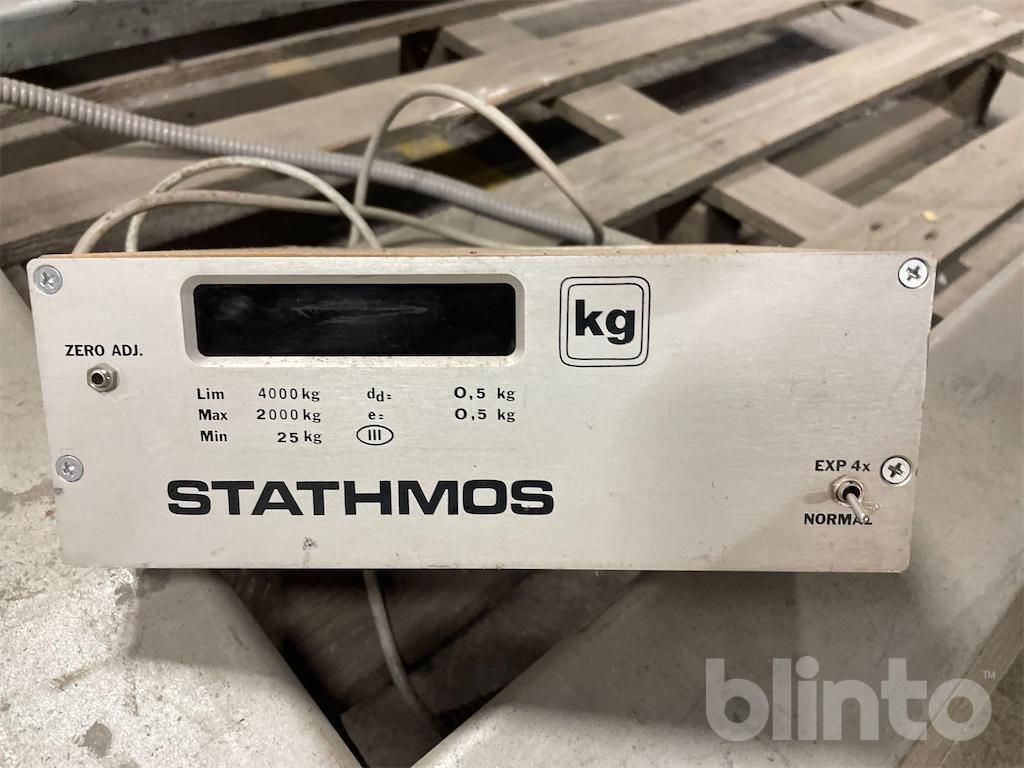 kg
ZERO ADJ.
Lim 4000 kg dd= 0,5 kg
Max 2000 kg e= 0,5 kg
Min 25 kg III
STATHMOS
EXP 4x
NORMAL
blinto™